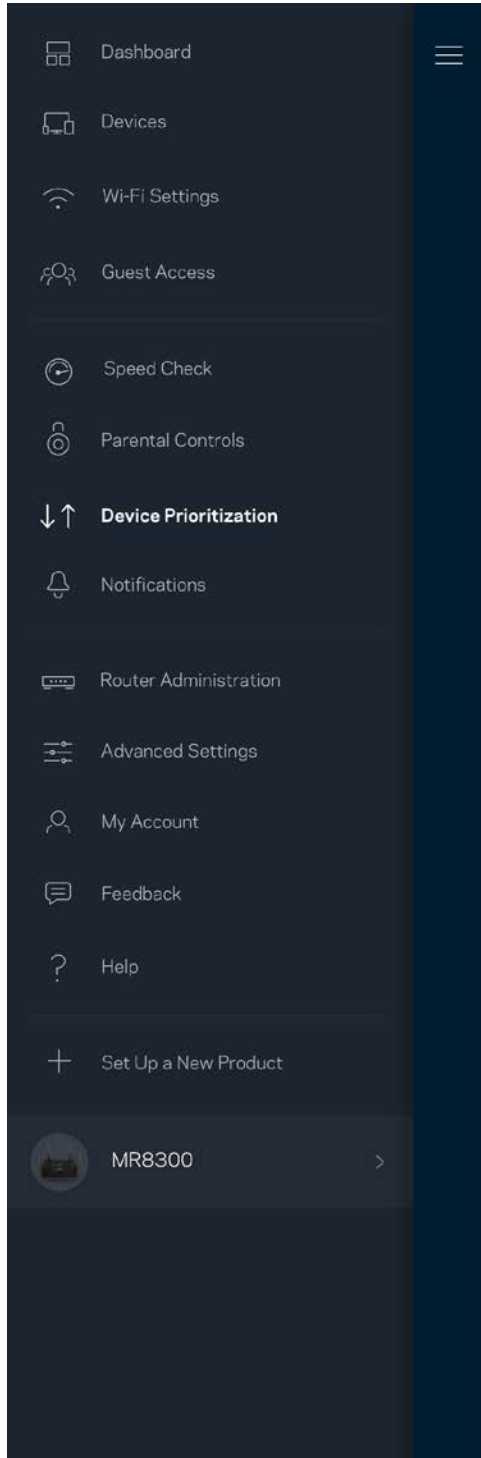 Dashboard
Devices
Wi-Fi Settings
Guest Access
Speed Check
Parental Controls
Device Prioritization
Notifications
Router Administration
Advanced Settings
My Account
Feedback
Help
Set Up a New Product
MR8300